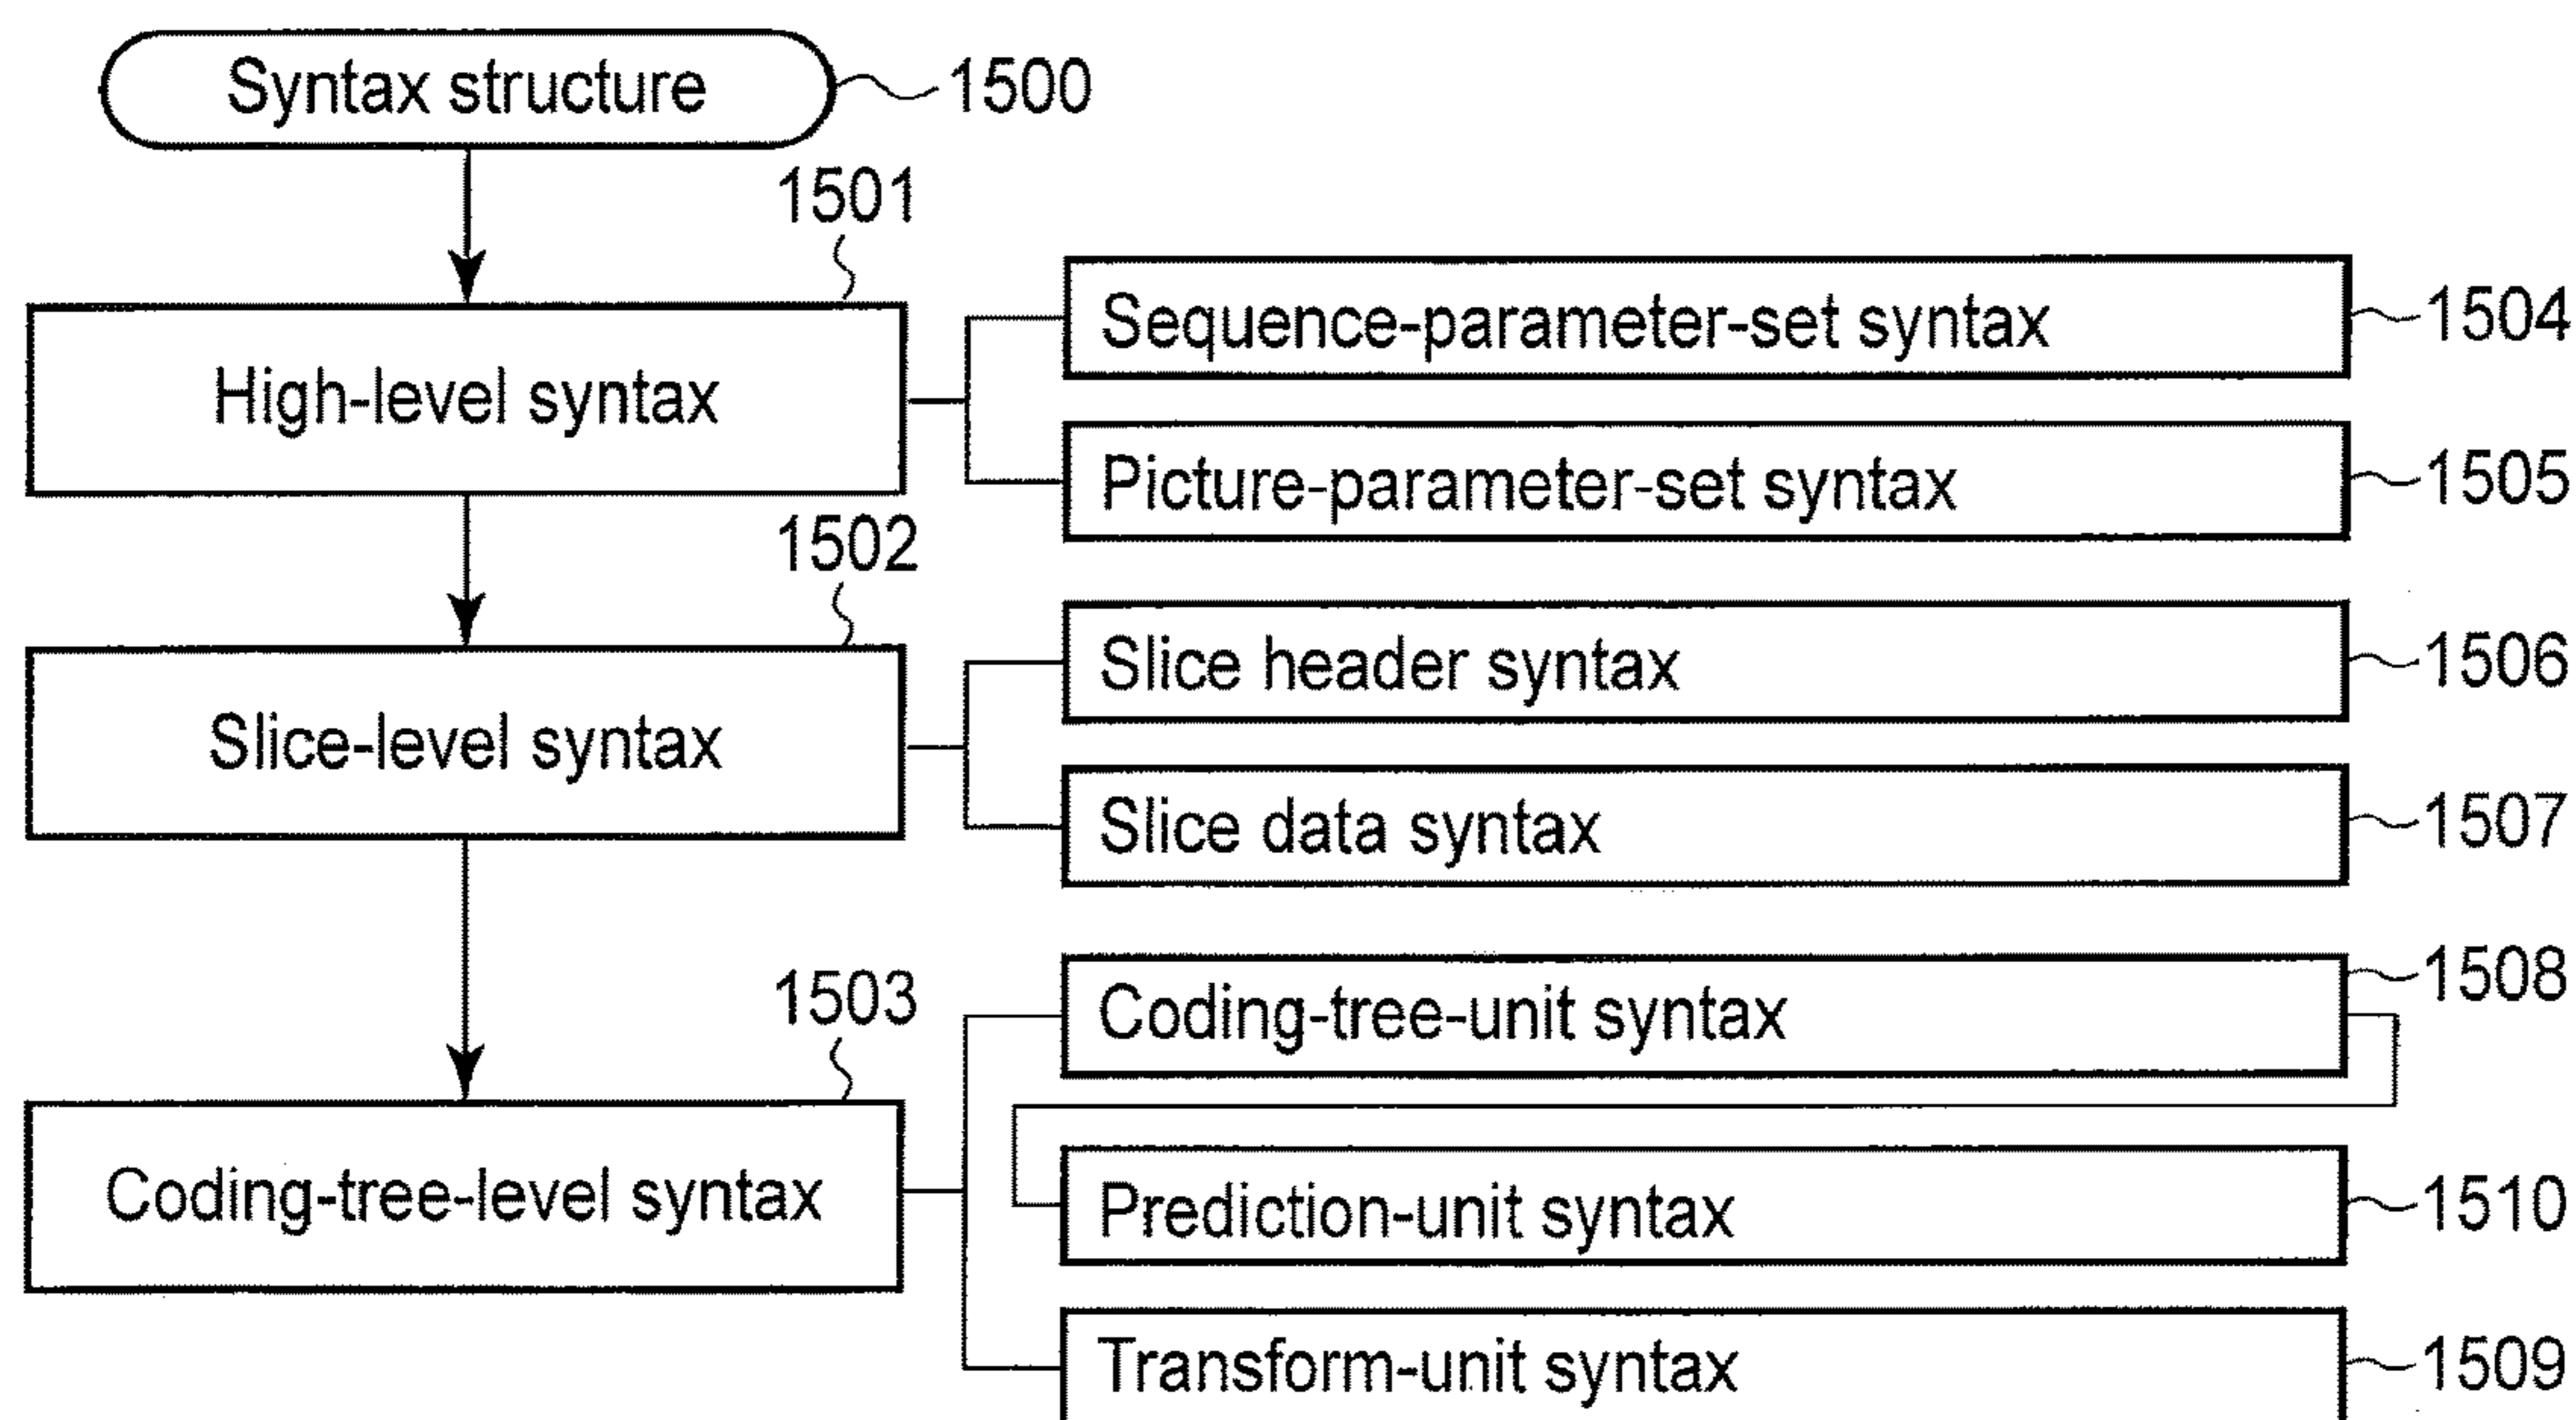 Syntax structure
1500
1501
High-level syntax
Sequence-parameter-set syntax
1504
Picture-parameter-set syntax
1505
1502
Slice-level syntax
Slice header syntax
1506
Slice data syntax
1507
1503
Coding-tree-level syntax
Coding-tree-unit syntax
1508
Prediction-unit syntax
1510
Transform-unit syntax
1509